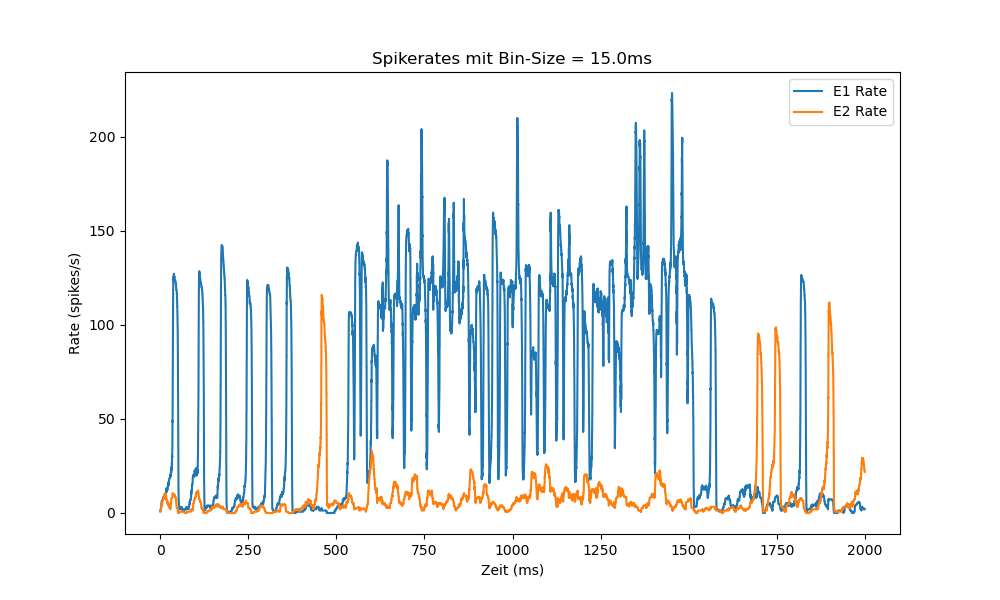 Spikerates mit Bin-Size = 15.0ms
E1 Rate
E2 Rate
Rate (spikes/s)
200
150
100
50
0
0 250 500 750 1000 1250 1500 1750 2000
Zeit (ms)